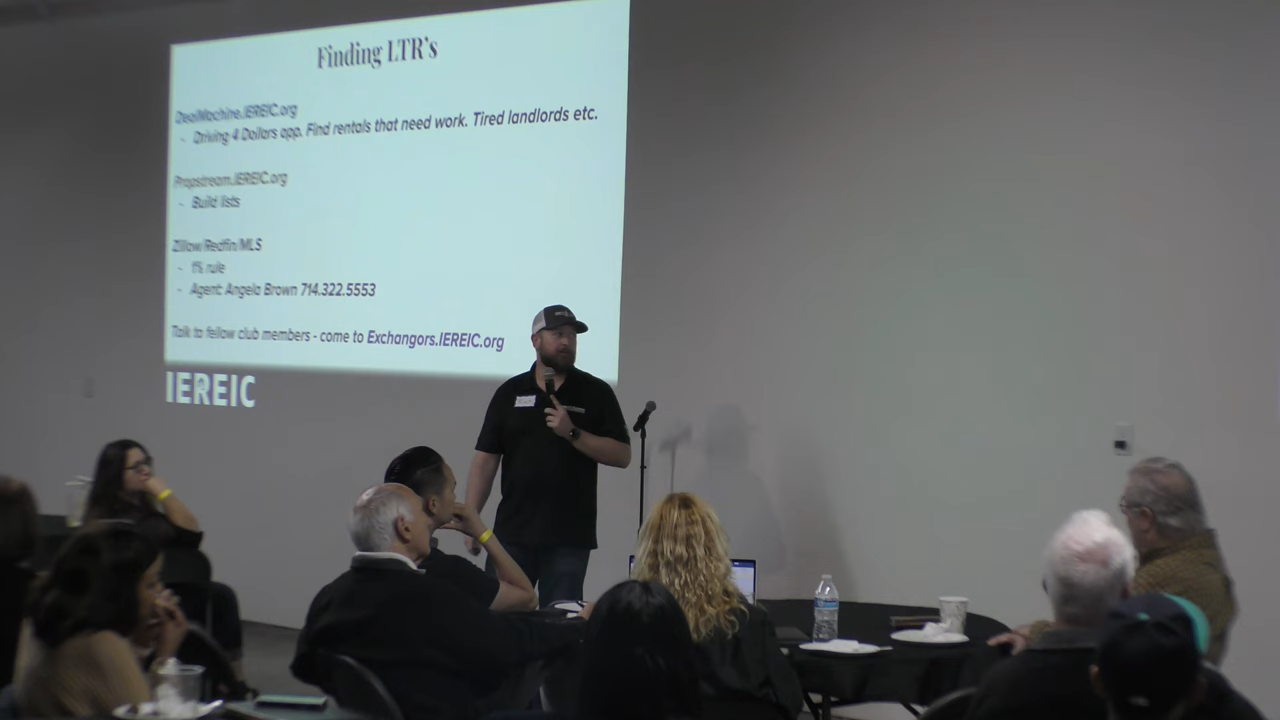 Finding LTR's
DealMachine.IEREIC.org
- Driving 4 Dollars app. Find rentals that need work. Tired landlords etc.
Propstream.IEREIC.org
- Build lists
Zillow/Redfin/MLS
- 1% rule
- Agent: Angela Brown 714.322.5553
Talk to fellow club members - come to Exchangors.IEREIC.org
IEREIC